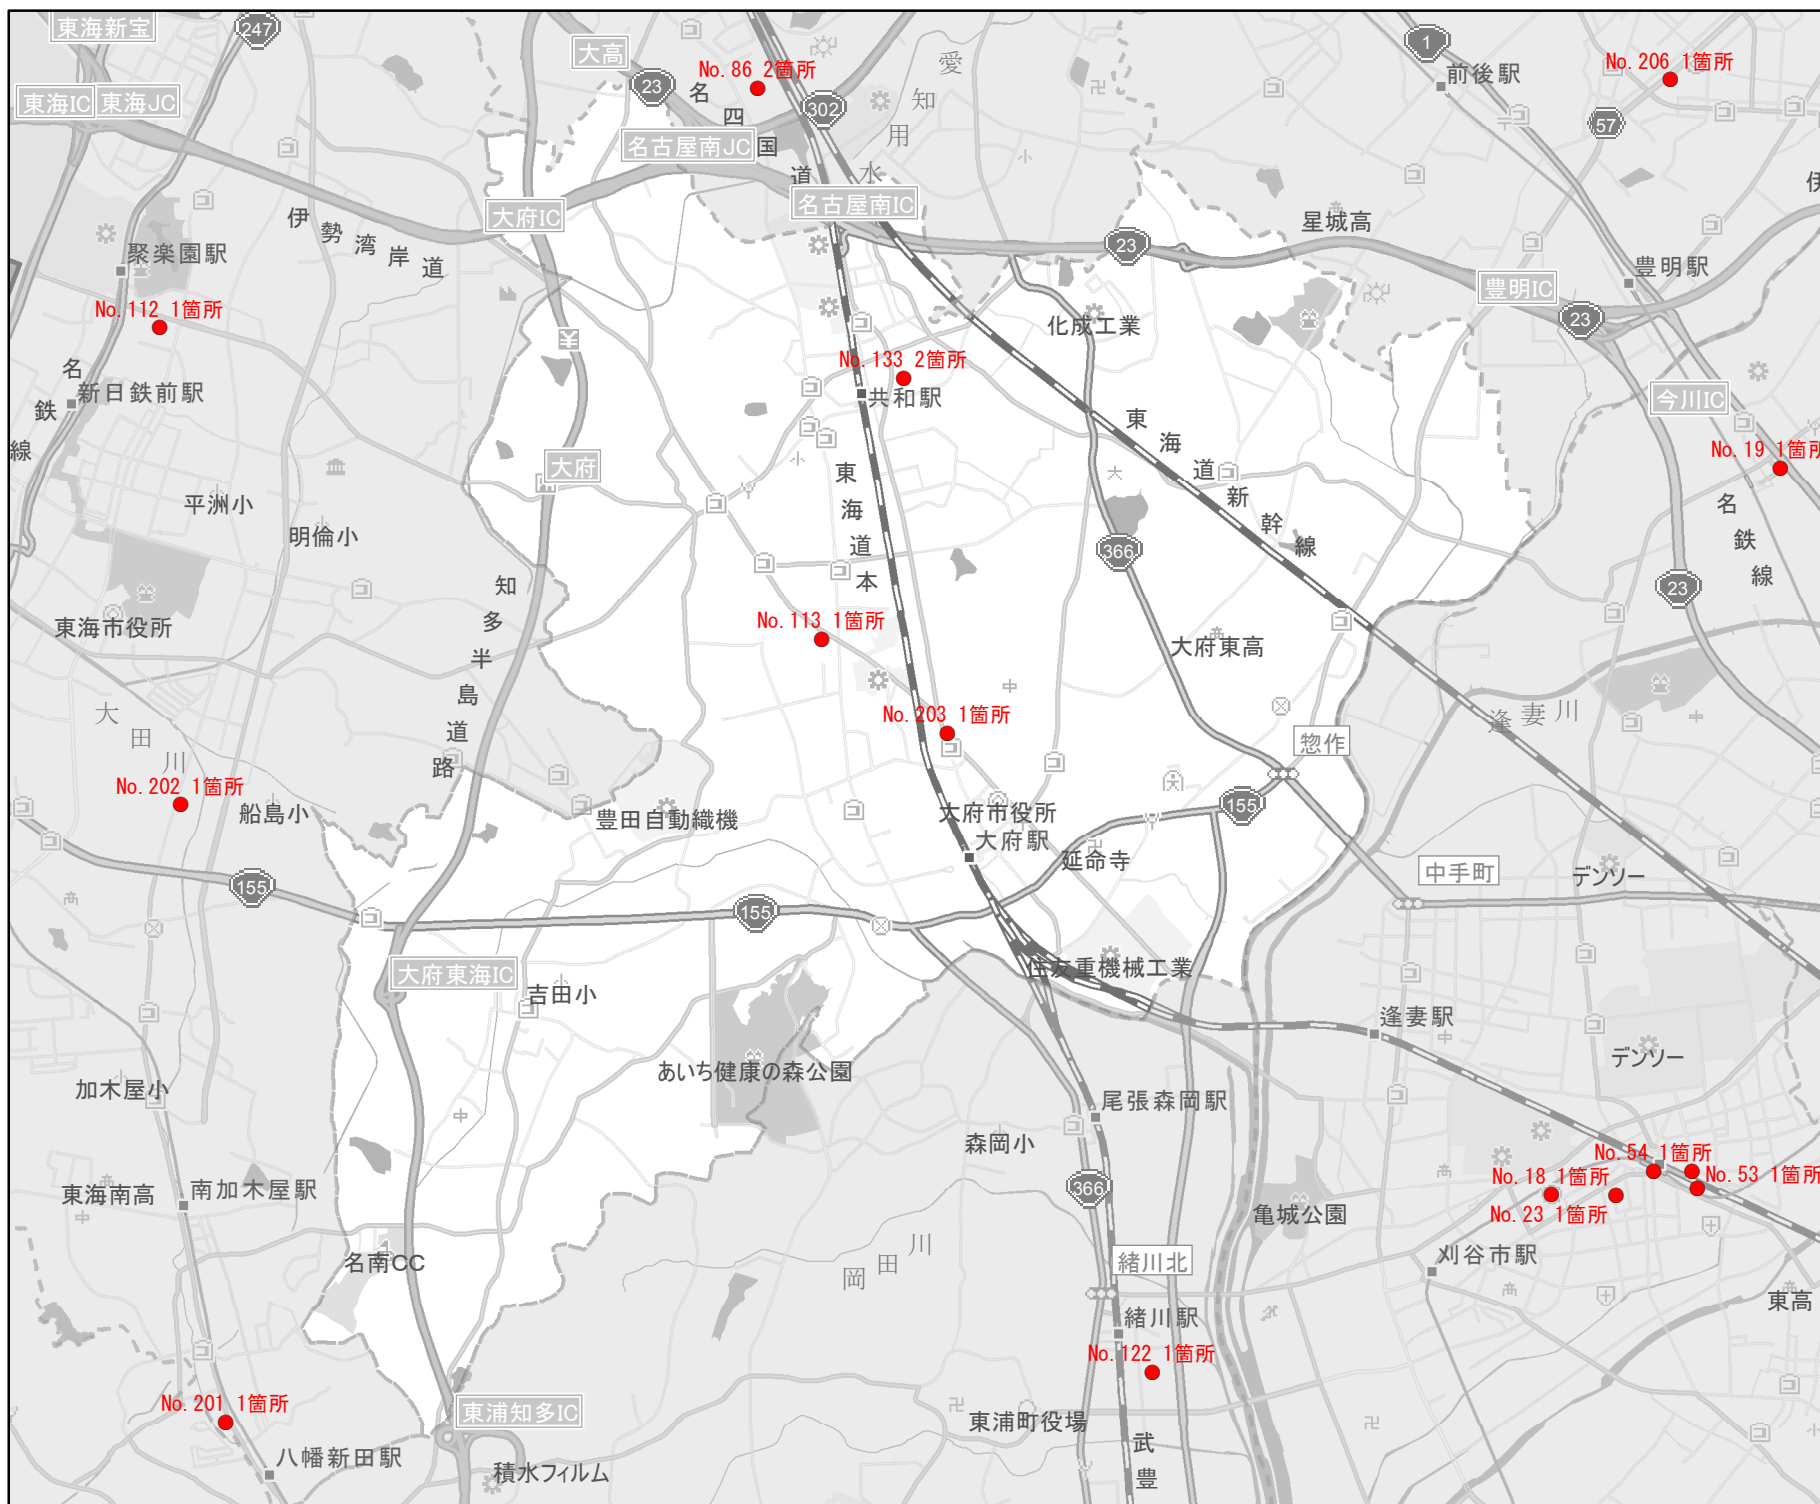 東海新宝
247
大高
23
No.86 2箇所
302
名四国道
愛知用水
1
前後駅
No.206 1箇所
57
東海IC
東海JC
名古屋南JC
大府IC
名古屋南IC
伊勢湾岸道
聚楽園駅
No.112 1箇所
星城高
23
豊明IC
豊明駅
23
伊
化成工業
名鉄線
新日鉄前駅
No.133 2箇所
共和駅
今川IC
No.19 1箇所
名鉄線
大府
平洲小
明倫小
東海道本
東海道新幹線
366
23
知多半島道路
東海市役所
No.113 1箇所
大府東高
大田川
No.203 1箇所
惣作
逢妻川
No.202 1箇所
船島小
豊田自動織機
大府市役所
大府駅
155
延命寺
中手町
デンソー
155
155
大府東海IC
吉田小
住友重機械工業
逢妻駅
デンソー
あいち健康の森公園
加木屋小
尾張森岡駅
森岡小
No.54 1箇所
No.18 1箇所
No.53 1箇所
No.23 1箇所
東海南高
南加木屋駅
366
亀城公園
岡田川
名南CC
緒川北
刈谷市駅
東高
緒川駅
No.122 1箇所
No.201 1箇所
東浦知多IC
東浦町役場
武豊
八幡新田駅
積水フィルム